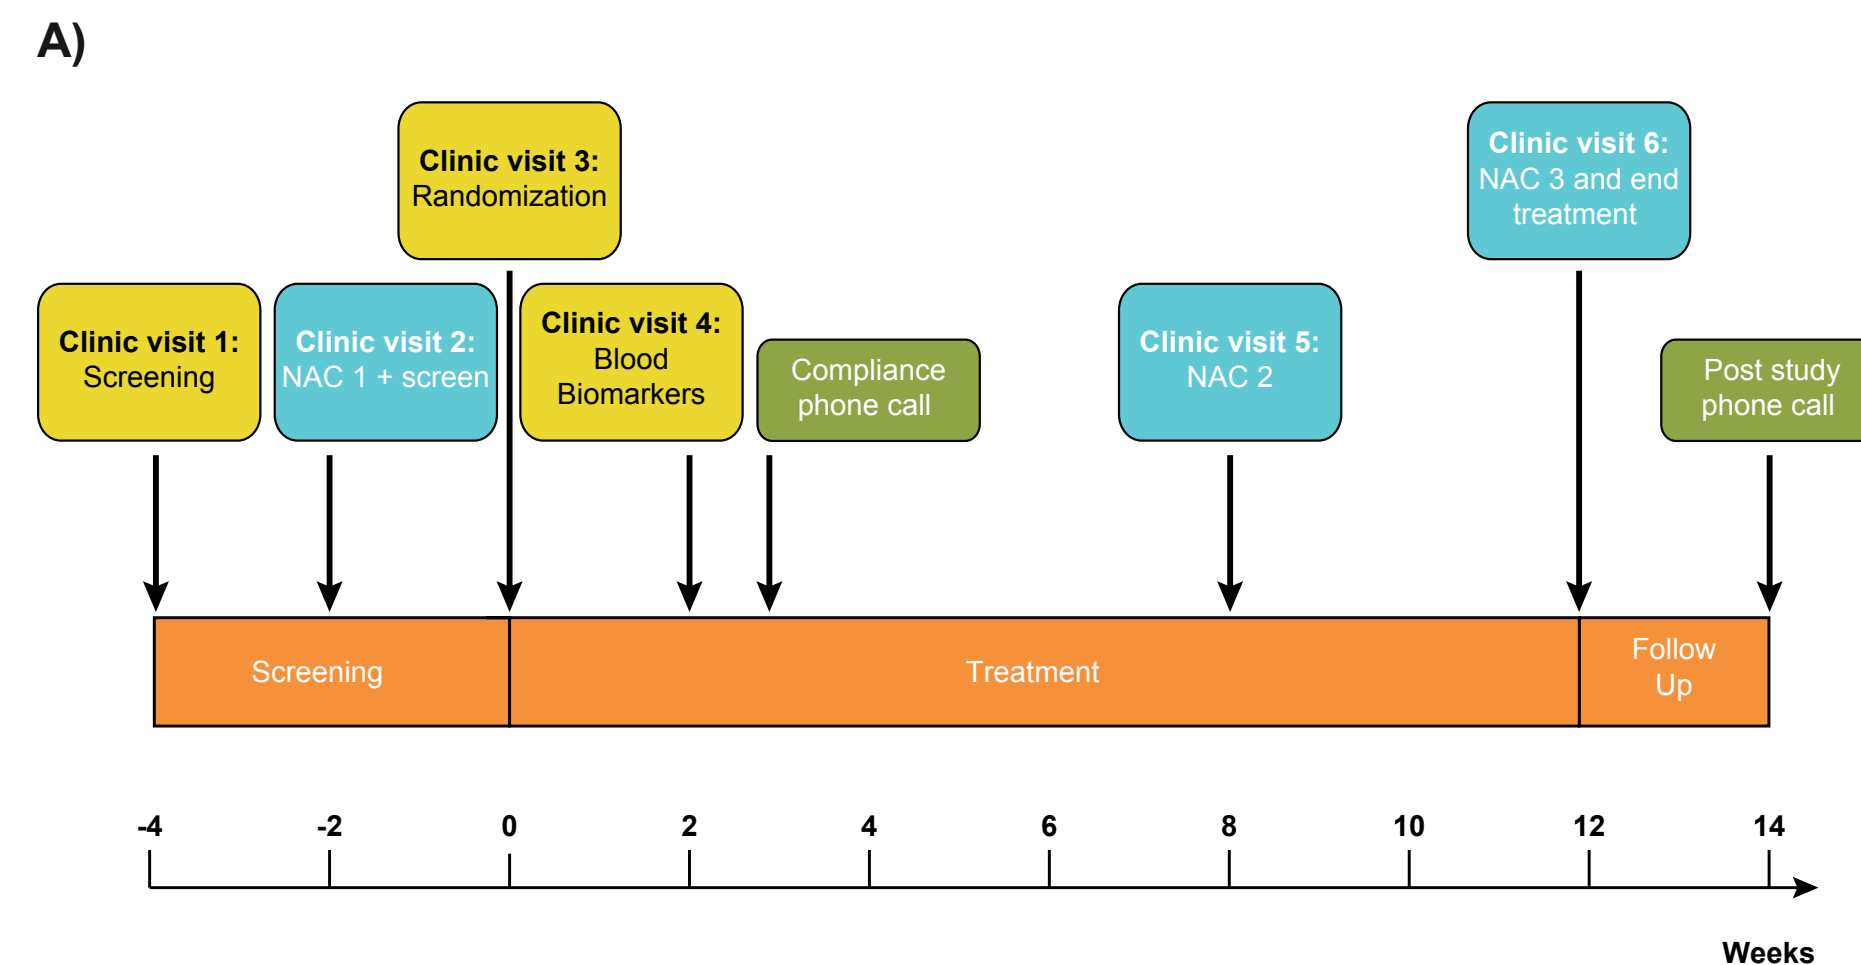 A)
Clinic visit 3:
Randomization
Clinic visit 6:
NAC 3 and end
treatment
Clinic visit 1:
Screening
Clinic visit 2:
NAC 1 + screen
Clinic visit 4:
Blood
Biomarkers
Compliance
phone call
Clinic visit 5:
NAC 2
Post study
phone call
Screening
Treatment
Follow
Up
-4 -2 0 2 4 6 8 10 12 14
Weeks